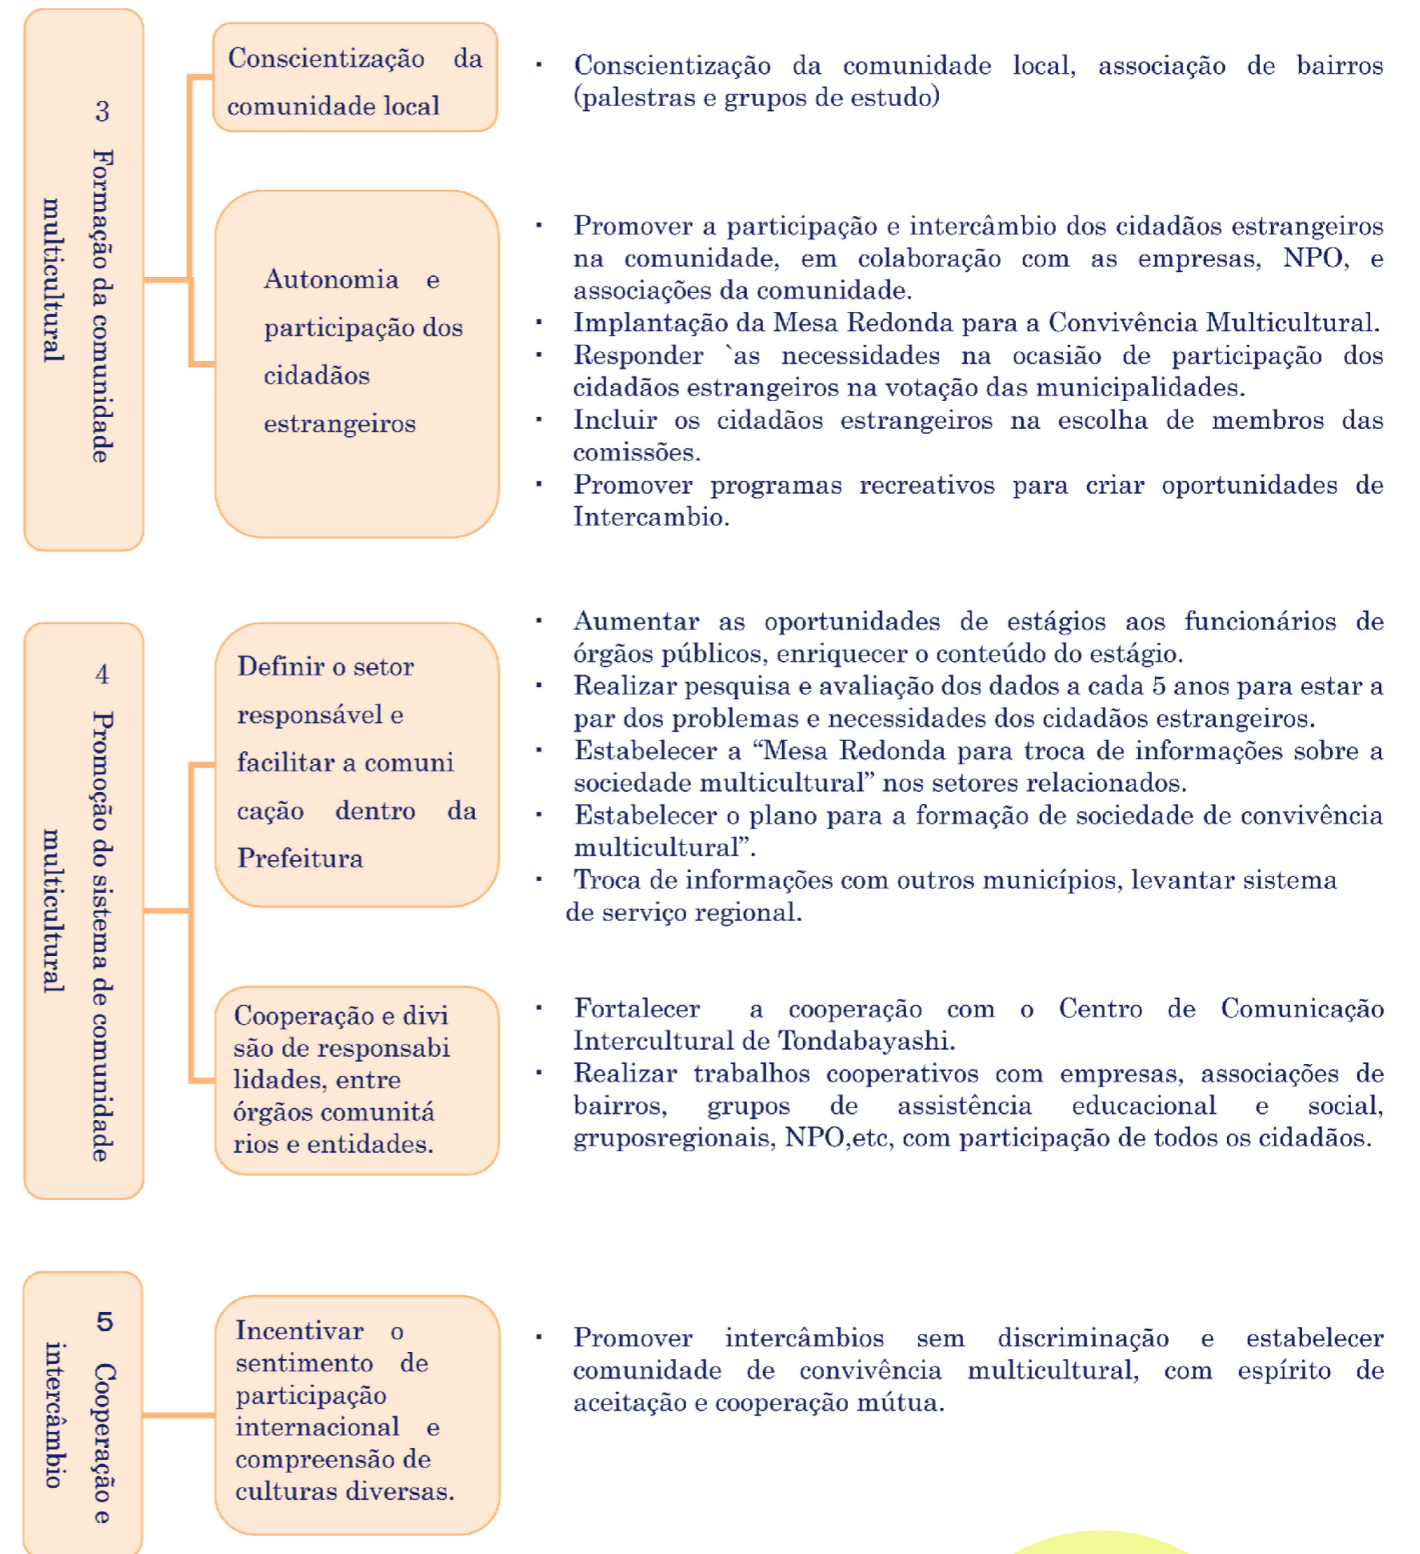 3 Formação da comunidade
multicultural
Conscientização da
comunidade local
・ Conscientização da comunidade local, associação de bairros
(palestras e grupos de estudo)
Autonomia e
participação dos
cidadãos
estrangeiros
・ Promover a participação e intercâmbio dos cidadãos estrangeiros
na comunidade, em colaboração com as empresas, NPO, e
associações da comunidade.
・ Implantação da Mesa Redonda para a Convivência Multicultural.
・ Responder `as necessidades na ocasião de participação dos
cidadãos estrangeiros na votação das municipalidades.
・ Incluir os cidadãos estrangeiros na escolha de membros das
comissões.
・ Promover programas recreativos para criar oportunidades de
Intercambio.
4 Promoção do sistema de comunidade
multicultural
Definir o setor
responsável e
facilitar a comuni
cação dentro da
Prefeitura
・ Aumentar as oportunidades de estágios aos funcionários de
órgãos públicos, enriquecer o conteúdo do estágio.
・ Realizar pesquisa e avaliação dos dados a cada 5 anos para estar a
par dos problemas e necessidades dos cidadãos estrangeiros.
・ Estabelecer a “Mesa Redonda para troca de informações sobre a
sociedade multicultural” nos setores relacionados.
・ Estabelecer o plano para a formação de sociedade de convivência
multicultural”.
・ Troca de informações com outros municípios, levantar sistema
de serviço regional.
Cooperação e divi
são de responsabi
lidades, entre
órgãos comunitá
rios e entidades.
・ Fortalecer a cooperação com o Centro de Comunicação
Intercultural de Tondabayashi.
・ Realizar trabalhos cooperativos com empresas, associações de
bairros, grupos de assistência educacional e social,
gruposregionais, NPO,etc, com participação de todos os cidadãos.
5 Cooperação e
intercâmbio
Incentivar o
sentimento de
participação
internacional e
compreensão de
culturas diversas.
・ Promover intercâmbios sem discriminação e estabelecer
comunidade de convivência multicultural, com espírito de
aceitação e cooperação mútua.